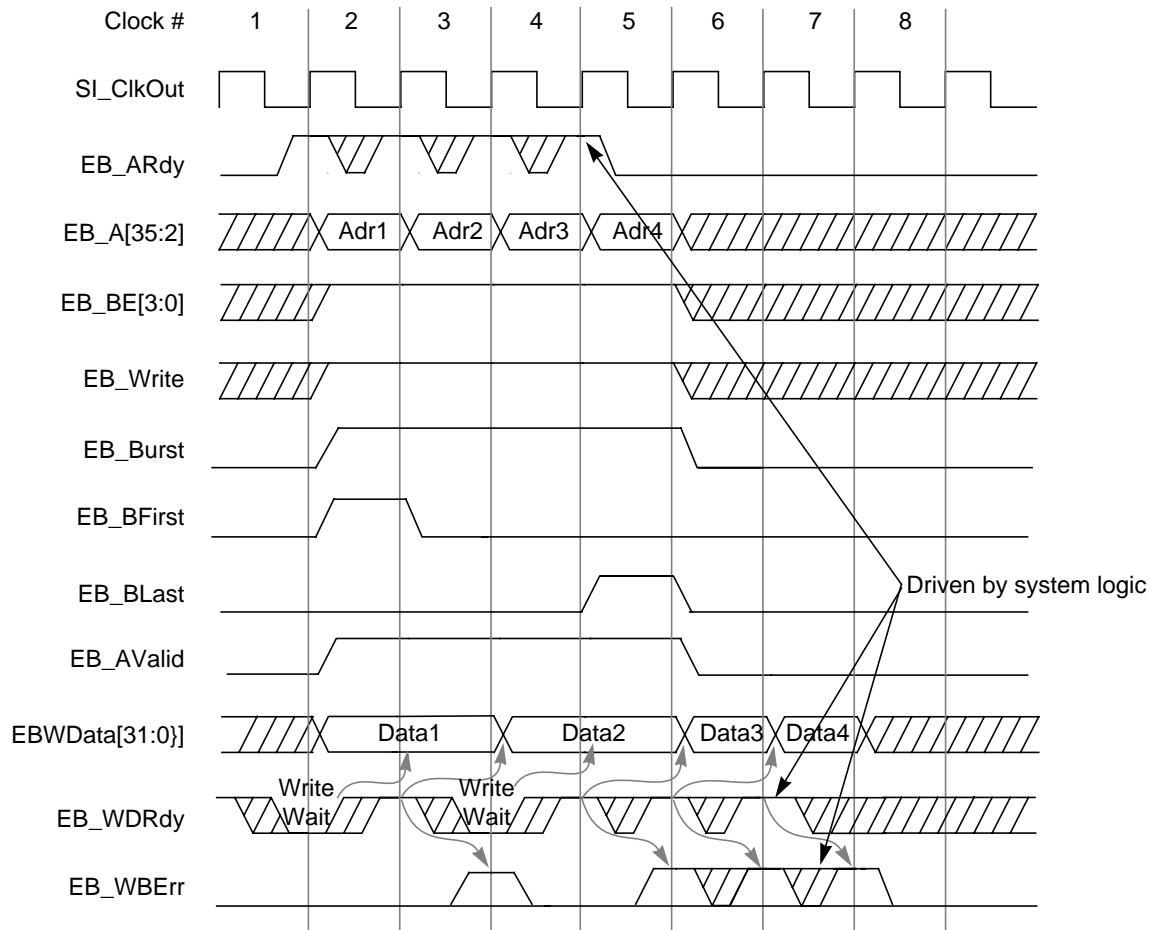 Clock # 1 2 3 4 5 6 7 8
SI_ClkOut
EB_ARdy
EB_A[35:2] Adr1 Adr2 Adr3 Adr4
EB_BE[3:0]
EB_Write
EB_Burst
EB_BFirst
EB_BLast
Driven by system logic
EB_AValid
EBWData[31:0}] Data1 Data2 Data3 Data4
Write Write
EB_WDRdy Wait Wait
EB_WBErr